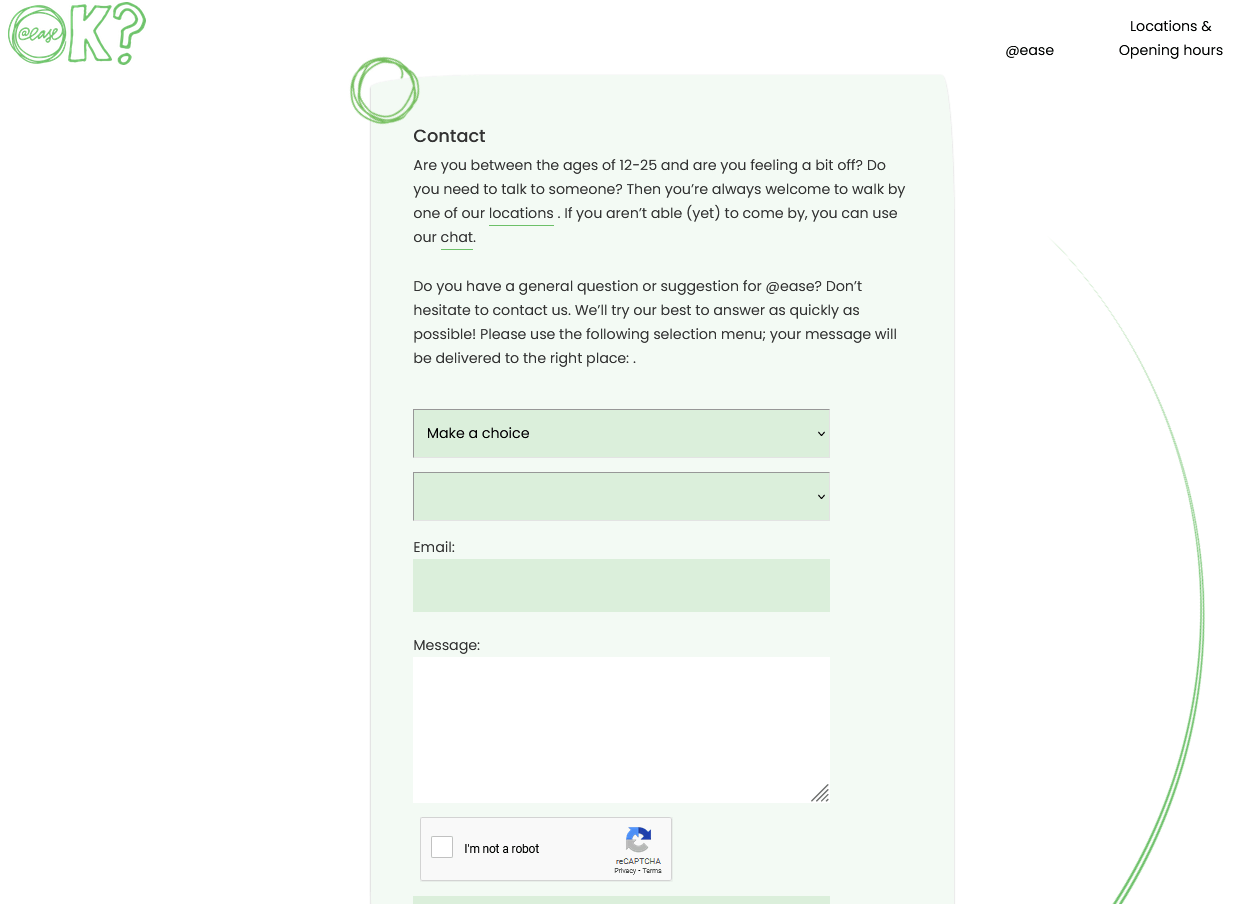 @ease OK?
Locations &
@ease Opening hours
Contact
Are you between the ages of 12-25 and are you feeling a bit off? Do
you need to talk to someone? Then you're always welcome to walk by
one of our locations . If you aren't able (yet) to come by, you can use
our chat.
Do you have a general question or suggestion for @ease? Don't
hesitate to contact us. We'll try our best to answer as quickly as
possible! Please use the following selection menu; your message will
be delivered to the right place: .
Make a choice
Email:
Message:
I'm not a robot
reCAPTCHA
Privacy - Terms